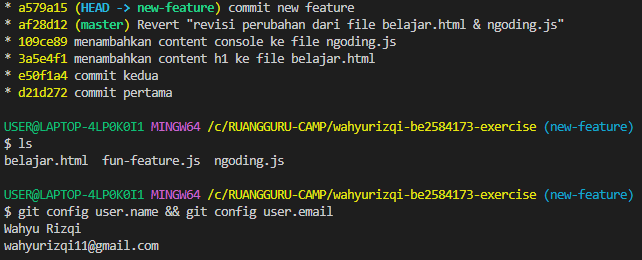 * a579a15 (HEAD -> new-feature) commit new feature
* af28d12 (master) Revert "revisi perubahan dari file belajar.html & ngoding.js"
* 109ce89 menambahkan content console ke file ngoding.js
* 3a5e4f1 menambahkan content h1 ke file belajar.html
* e50f1a4 commit kedua
* d21d272 commit pertama
USER@LAPTOP-4LP0K0I1 MINGW64 /c/RUANGGURU-CAMP/wahyurizqi-be2584173-exercise (new-feature)
$ ls
belajar.html  fun-feature.js  ngoding.js
USER@LAPTOP-4LP0K0I1 MINGW64 /c/RUANGGURU-CAMP/wahyurizqi-be2584173-exercise (new-feature)
$ git config user.name && git config user.email
Wahyu Rizqi
wahyurizqi11@gmail.com